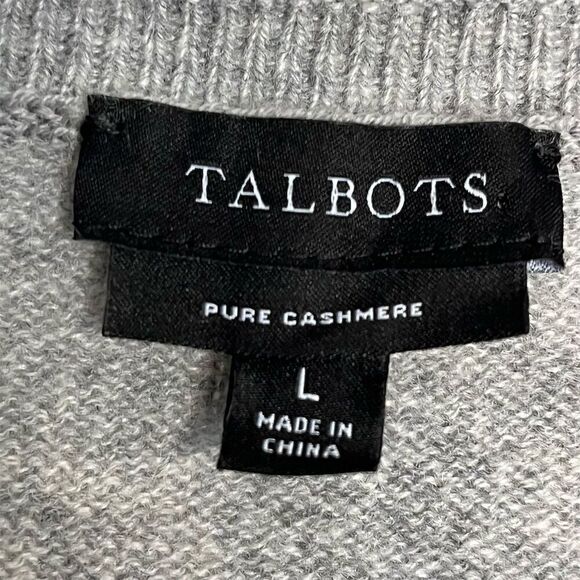 TALBOTS
PURE CASHMERE
L
MADE IN
CHINA